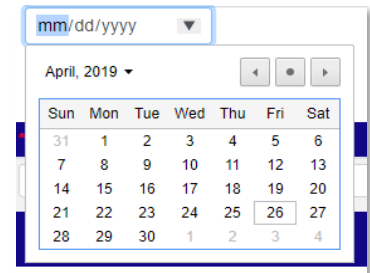 mm/dd/yyyy
April, 2019
Sun Mon Tue Wed Thu Fri Sat
31 1 2 3 4 5 6
7 8 9 10 11 12 13
14 15 16 17 18 19 20
21 22 23 24 25 26 27
28 29 30 1 2 3 4